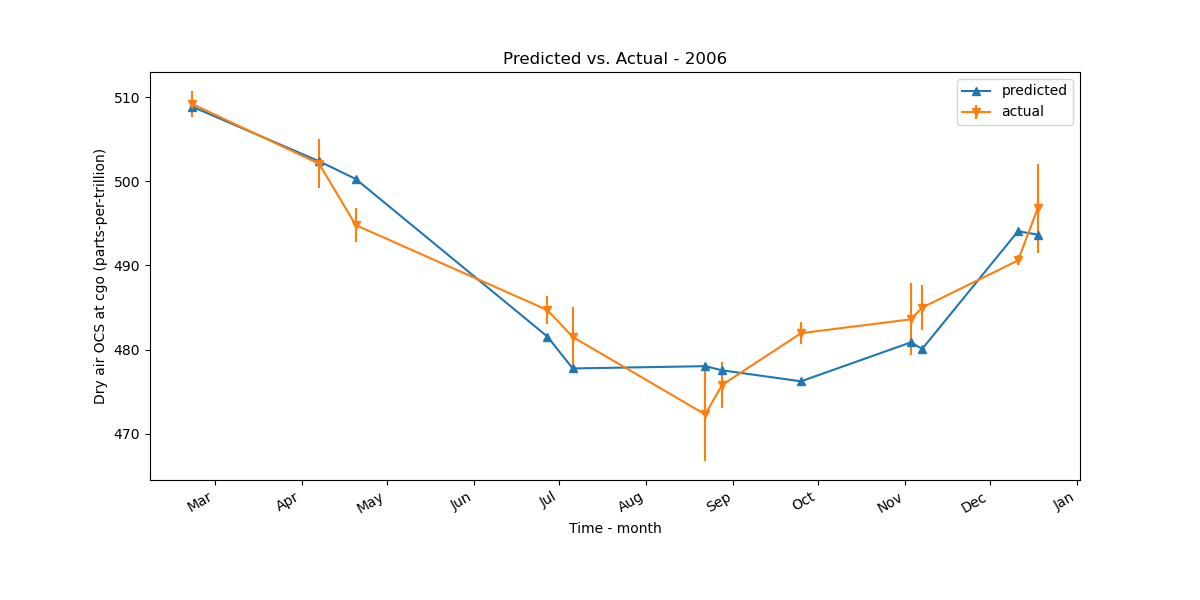 Predicted vs. Actual - 2006
predicted
actual
510
500
490
480
470
Dry air OCS at cgo (parts-per-trillion)
Mar
Apr
May
Jun
Jul
Aug
Sep
Oct
Nov
Dec
Jan
Time - month